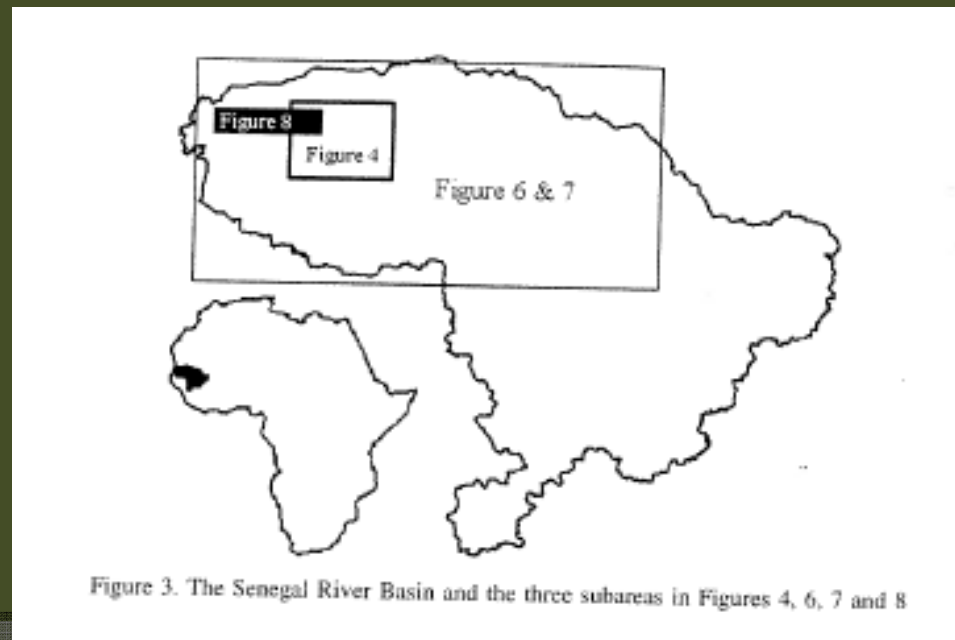 Figure 8
Figure 4
Figure 6 & 7
Figure 3. The Senegal River Basin and the three subareas in Figures 4, 6, 7 and 8